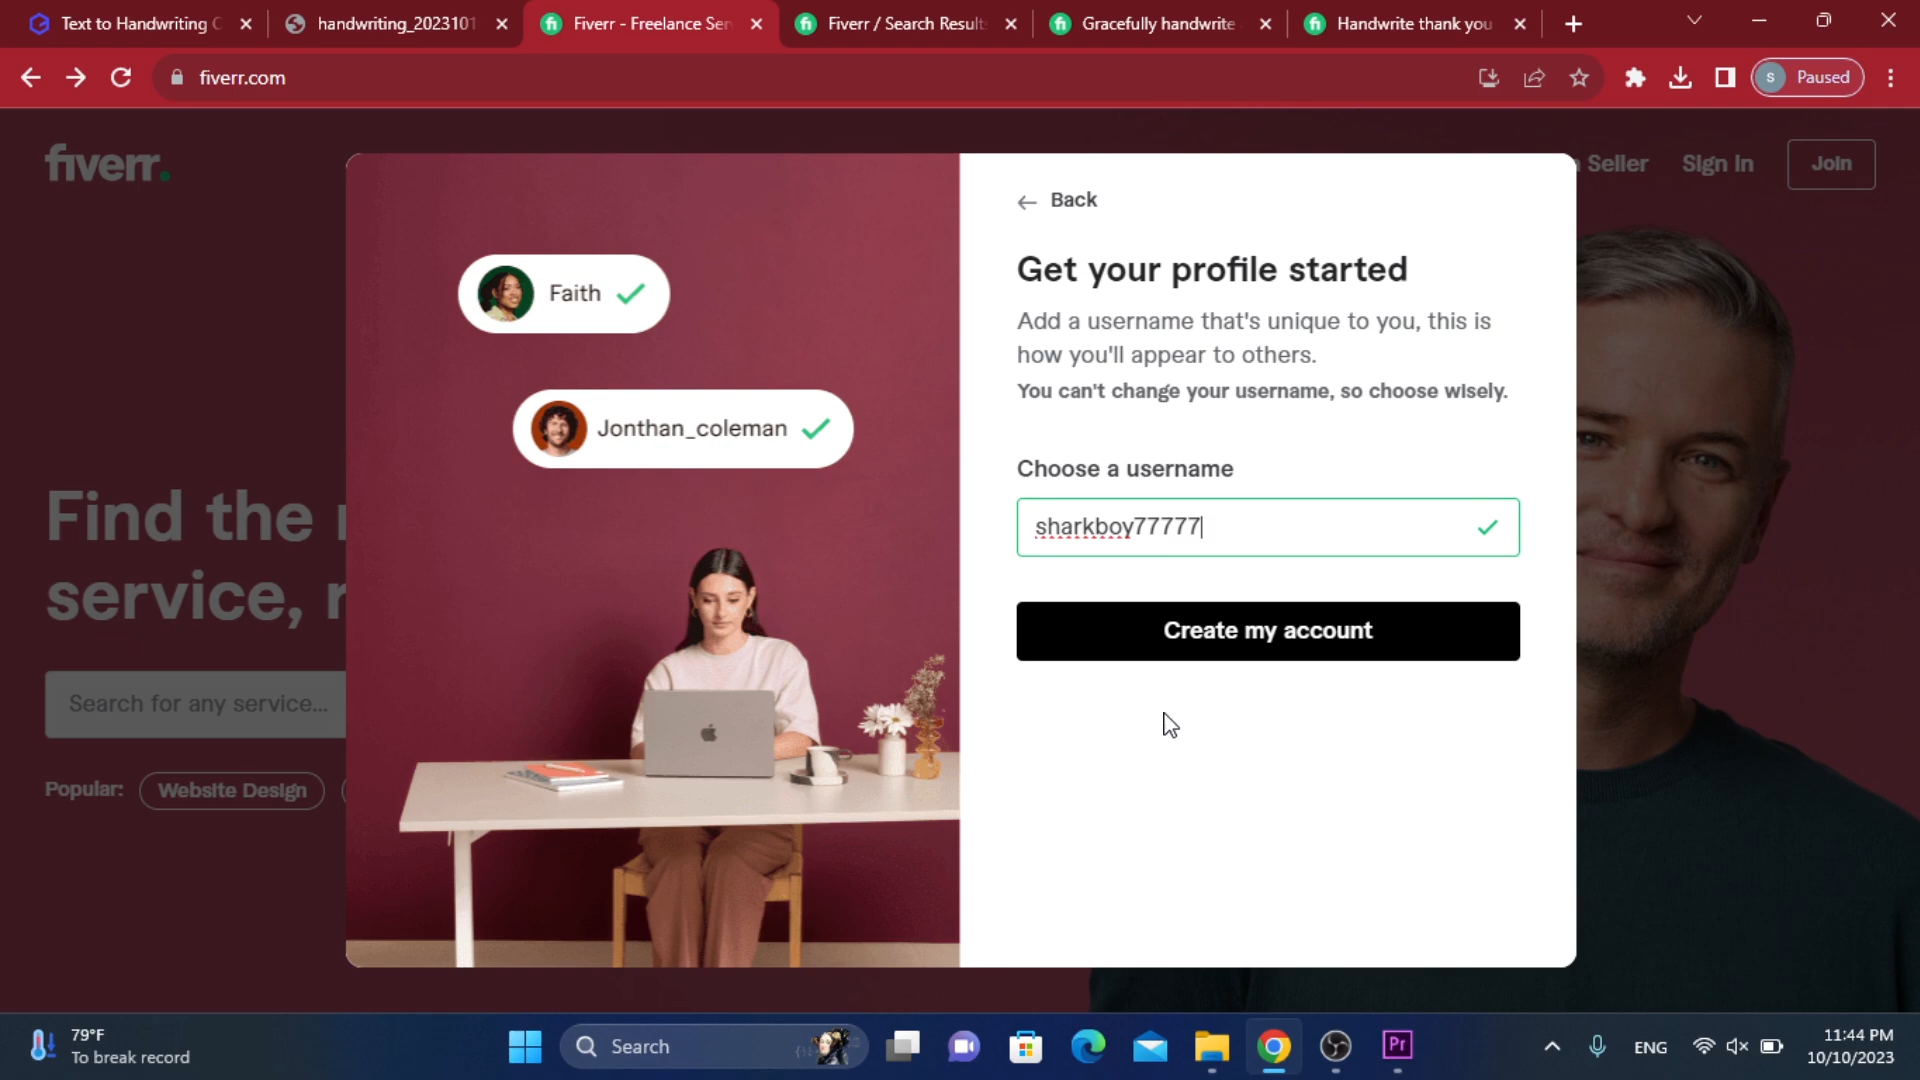 Text to Handwriting C
handwriting_2023101
Fiverr - Freelance Ser
Fiverr / Search Results
Gracefully handwrite
Handwrite thank you
fiverr.com
S
Paused
fiverr.
Seller
Sign in
Join
Back
Get your profile started
Add a username that's unique to you, this is
how you'll appear to others.
You can't change your username, so choose wisely.
Faith
Jonthan_coleman
Choose a username
sharkboy77777
Create my account
Find the
service,
Search for any service...
Popular:
Website Design
79°F
To break record
Search
Pr
ENG
11:44 PM
10/10/2023